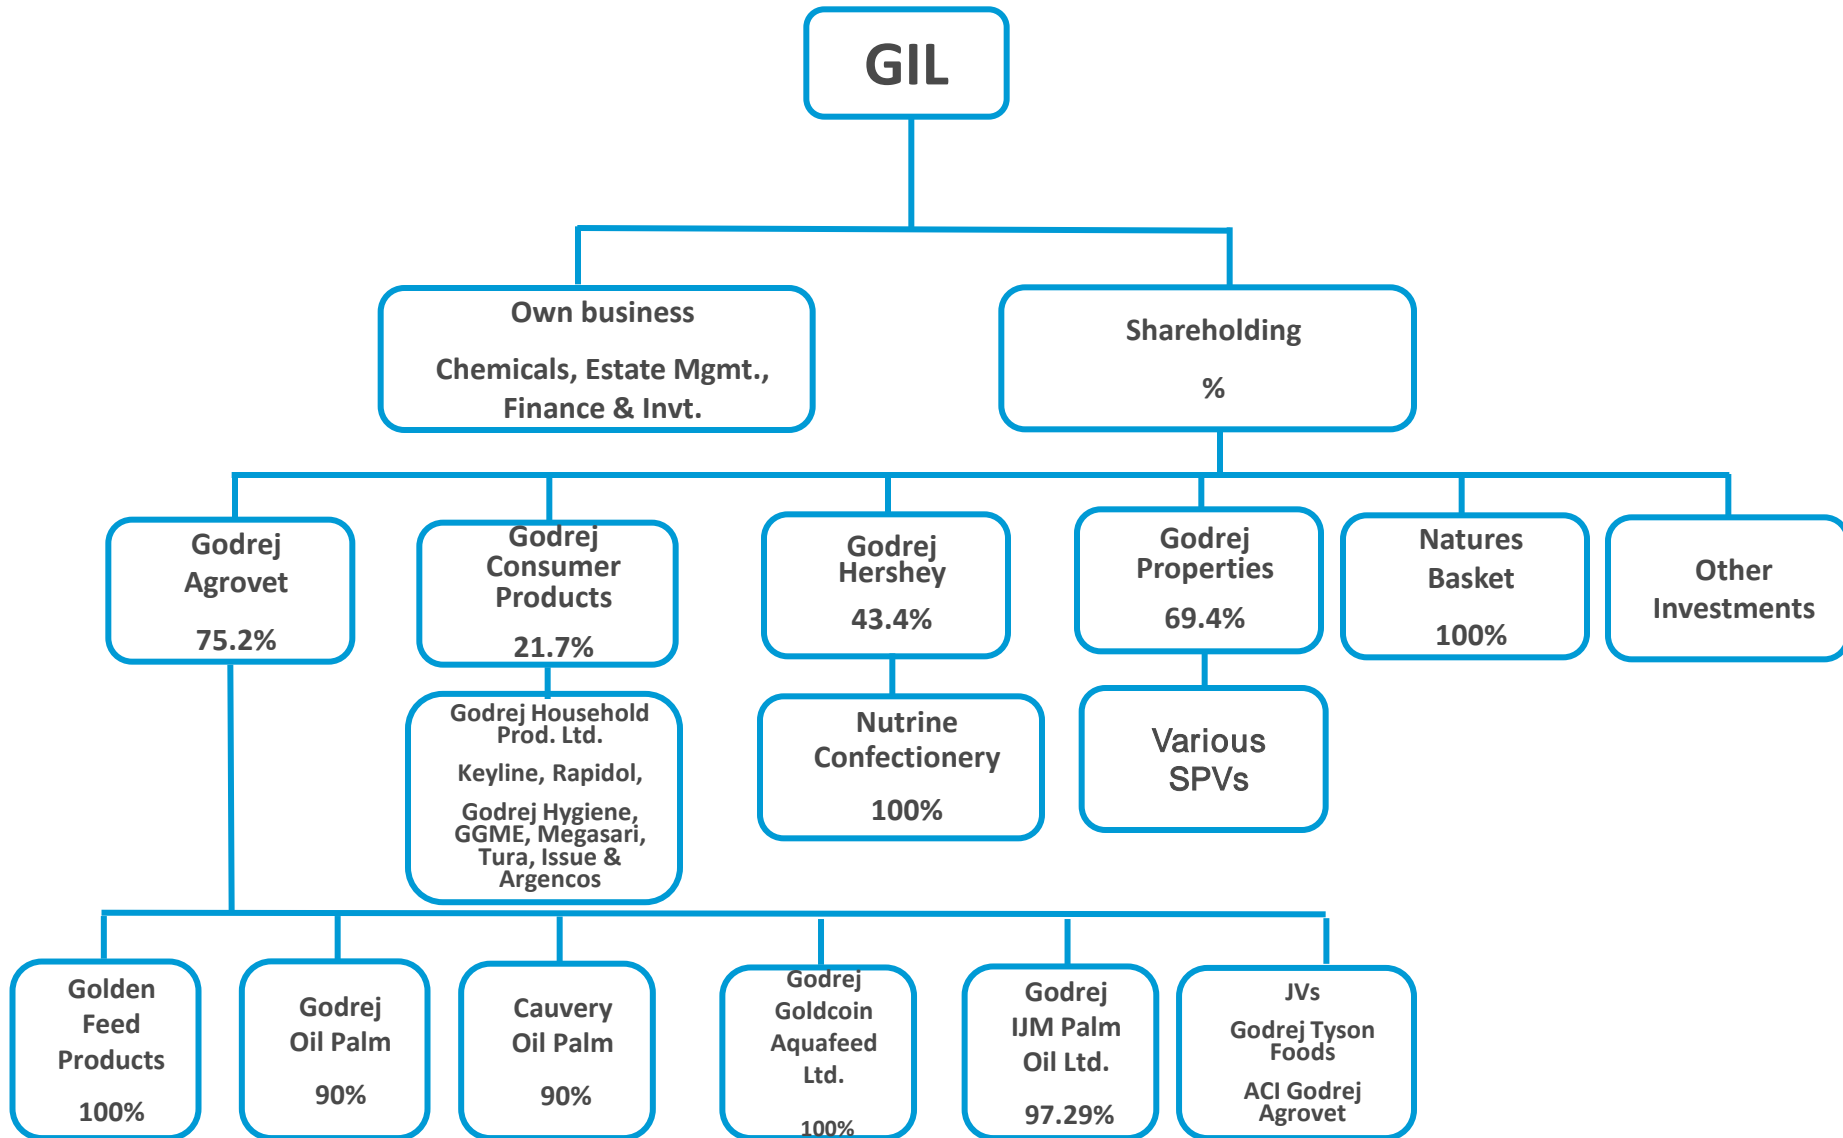 GIL
Own business
Chemicals, Estate Mgmt.,
Finance & Invt.
Shareholding
%
Godrej
Agrovet
75.2%
Godrej
Consumer
Products
21.7%
Godrej
Hershey
43.4%
Godrej
Properties
69.4%
Natures
Basket
100%
Other
Investments
Godrej Household
Prod. Ltd.
Keyline, Rapidol,
Godrej Hygiene,
GGME, Megasari,
Tura, Issue &
Argencos
Nutrine
Confectionery
100%
Various
SPVs
Golden
Feed
Products
100%
Godrej
Oil Palm
90%
Cauvery
Oil Palm
90%
Godrej
Goldcoin
Aquafeed
Ltd.
100%
Godrej
IJM Palm
Oil Ltd.
97.29%
JVs
Godrej Tyson
Foods
ACI Godrej
Agrovet